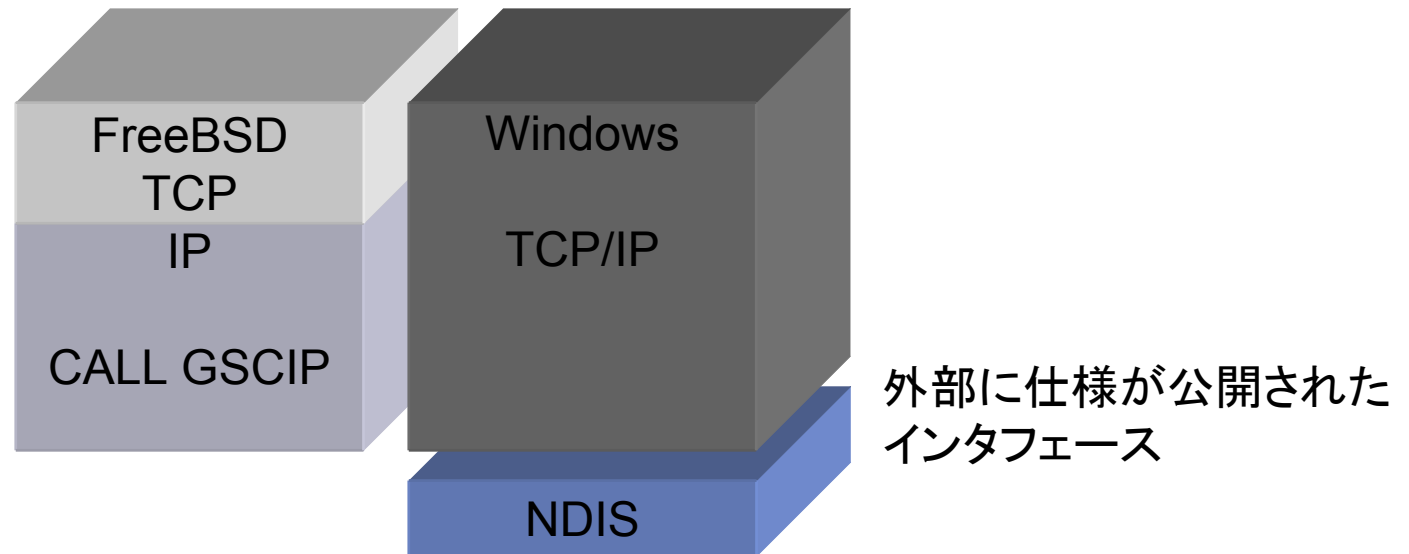 FreeBSD
TCP
IP
CALL GSCIP
Windows
TCP/IP
NDIS
外部に仕様が公開された
インタフェース